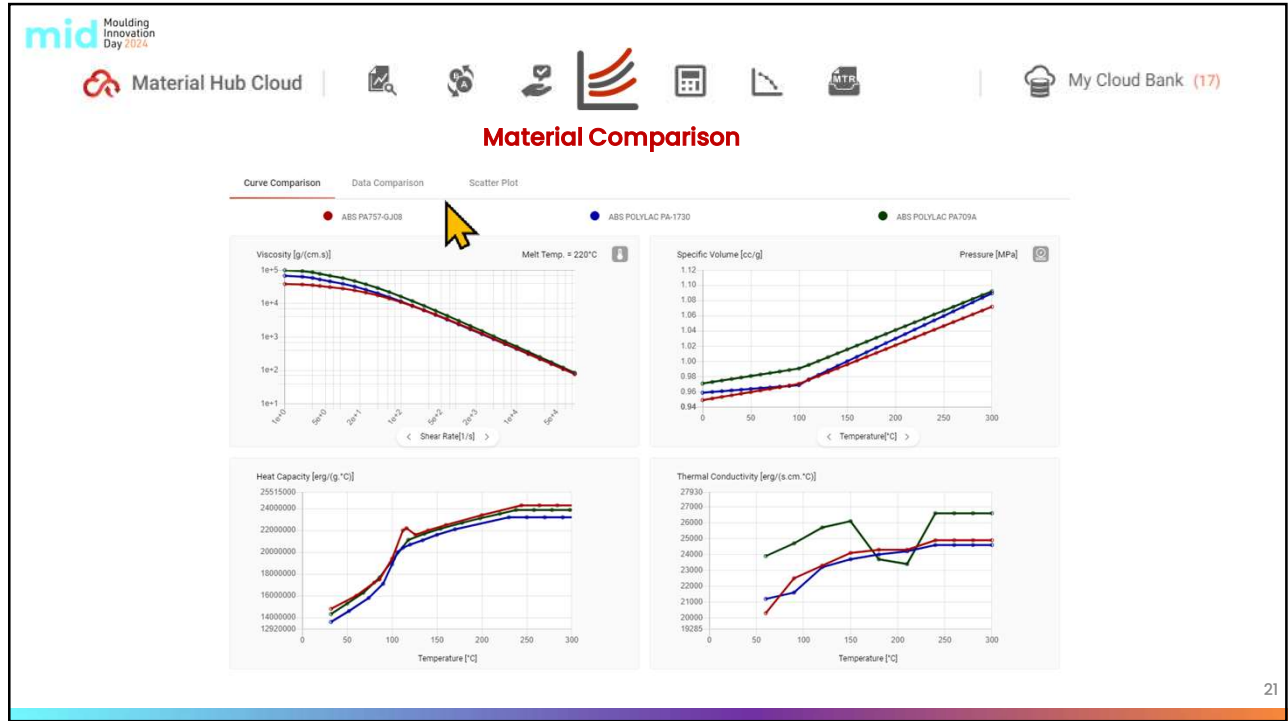 mid Moulding
Innovation
Day 2024
Material Hub Cloud
B
A
MTR
My Cloud Bank (17)
Material Comparison
Curve Comparison Data Comparison Scatter Plot
ABS PA757-GJ08 ABS POLYLAC PA-1730 ABS POLYLAC PA709A
Viscosity [g/(cm.s)] Melt Temp. = 220°C
1e+5
1e+4
1e+3
1e+2
1e+1
1e+0 5e+0 2e+1 1e+2 5e+2 2e+3 1e+4 5e+4
< Shear Rate[1/s] >
Specific Volume [cc/g] Pressure [MPa]
1.12
1.10
1.08
1.06
1.04
1.02
1.00
0.98
0.96
0.94
0 50 100 150 200 250 300
< Temperature[°C] >
Heat Capacity [erg/(g.°C)]
25515000
24000000
22000000
20000000
18000000
16000000
14000000
12920000
0 50 100 150 200 250 300
Temperature [°C]
Thermal Conductivity [erg/(s.cm.°C)]
27930
27000
26000
25000
24000
23000
22000
21000
20000
19285
0 50 100 150 200 250 300
Temperature [°C]
21